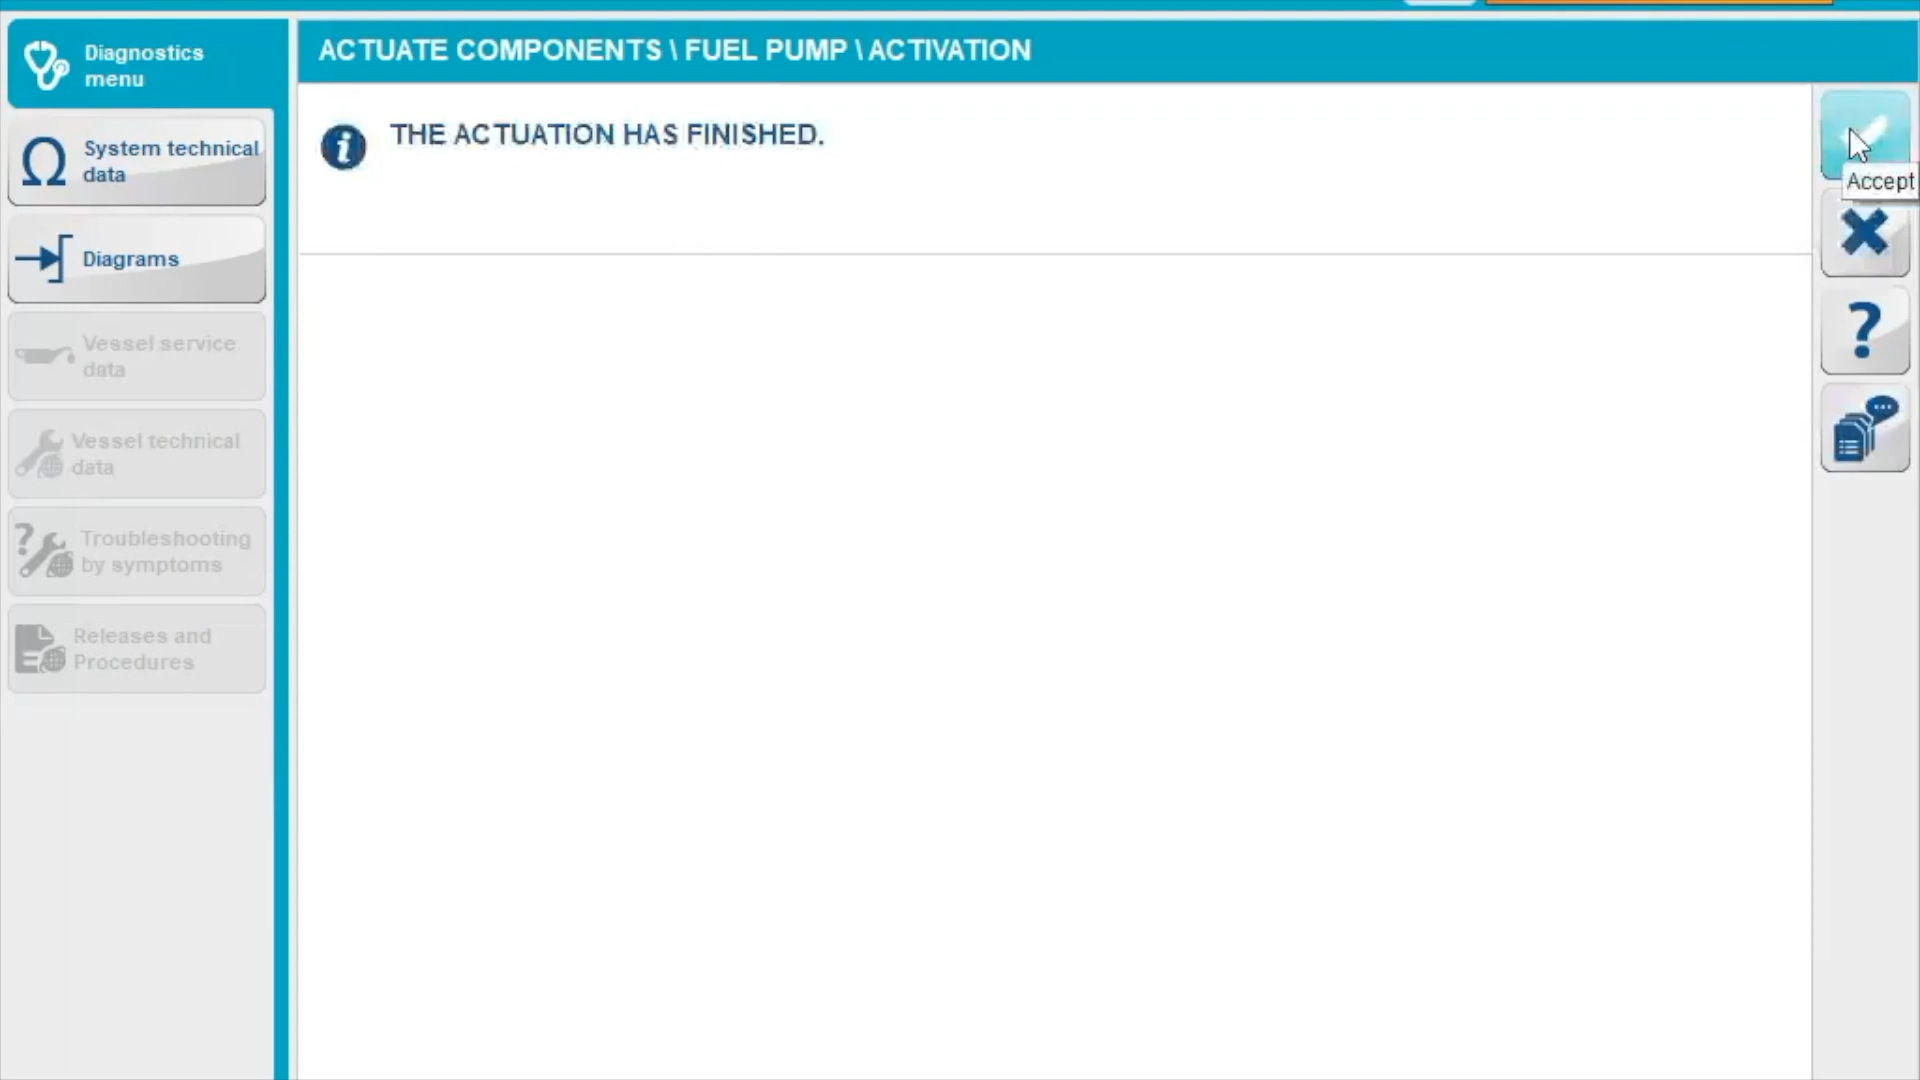 Diagnostics
menu
ACTUATE COMPONENTS \ FUEL PUMP \ ACTIVATION
System technical
data
THE ACTUATION HAS FINISHED.
Accept
Diagrams
Vessel service
data
Vessel technical
data
Troubleshooting
by symptoms
Releases and
Procedures